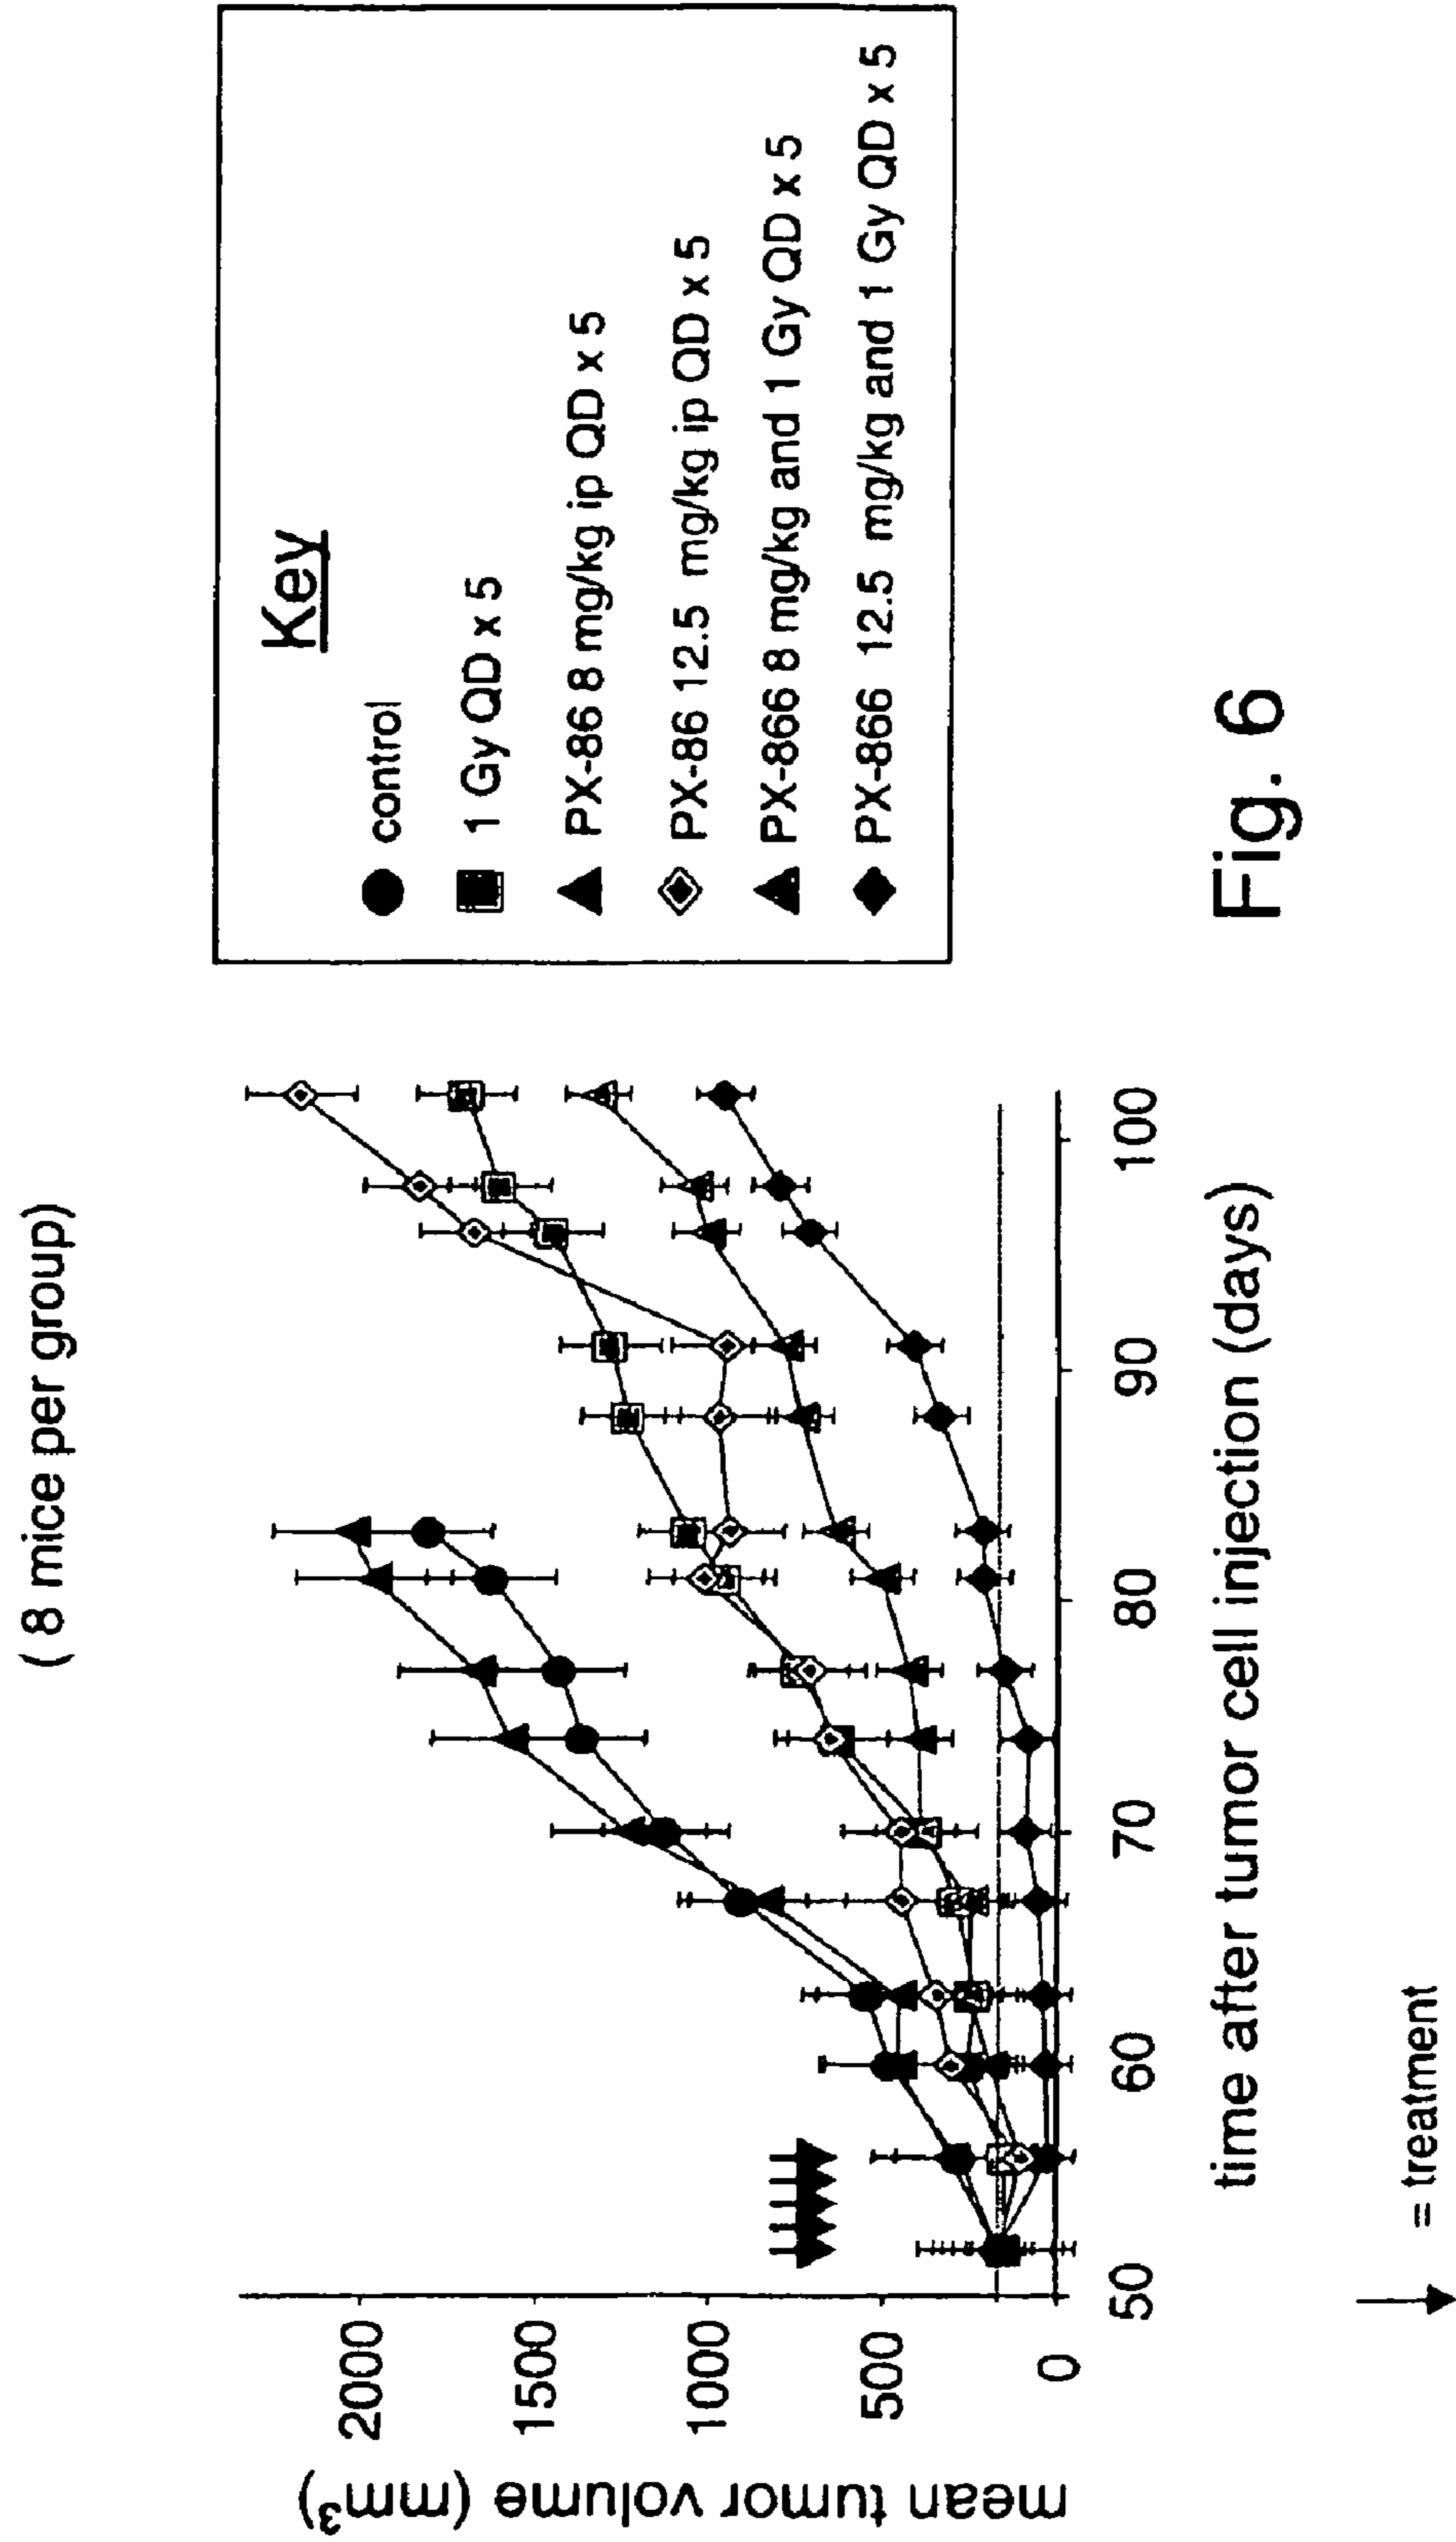 ( 8 mice per group)
mean tumor volume (mm³)
2000
1500
1000
500
0
50
60
70
80
90
100
time after tumor cell injection (days)
= treatment
Key
control
1 Gy QD x 5
PX-86 8 mg/kg ip QD x 5
PX-86 12.5 mg/kg ip QD x 5
PX-866 8 mg/kg and 1 Gy QD x 5
PX-866 12.5 mg/kg and 1 Gy QD x 5
Fig. 6